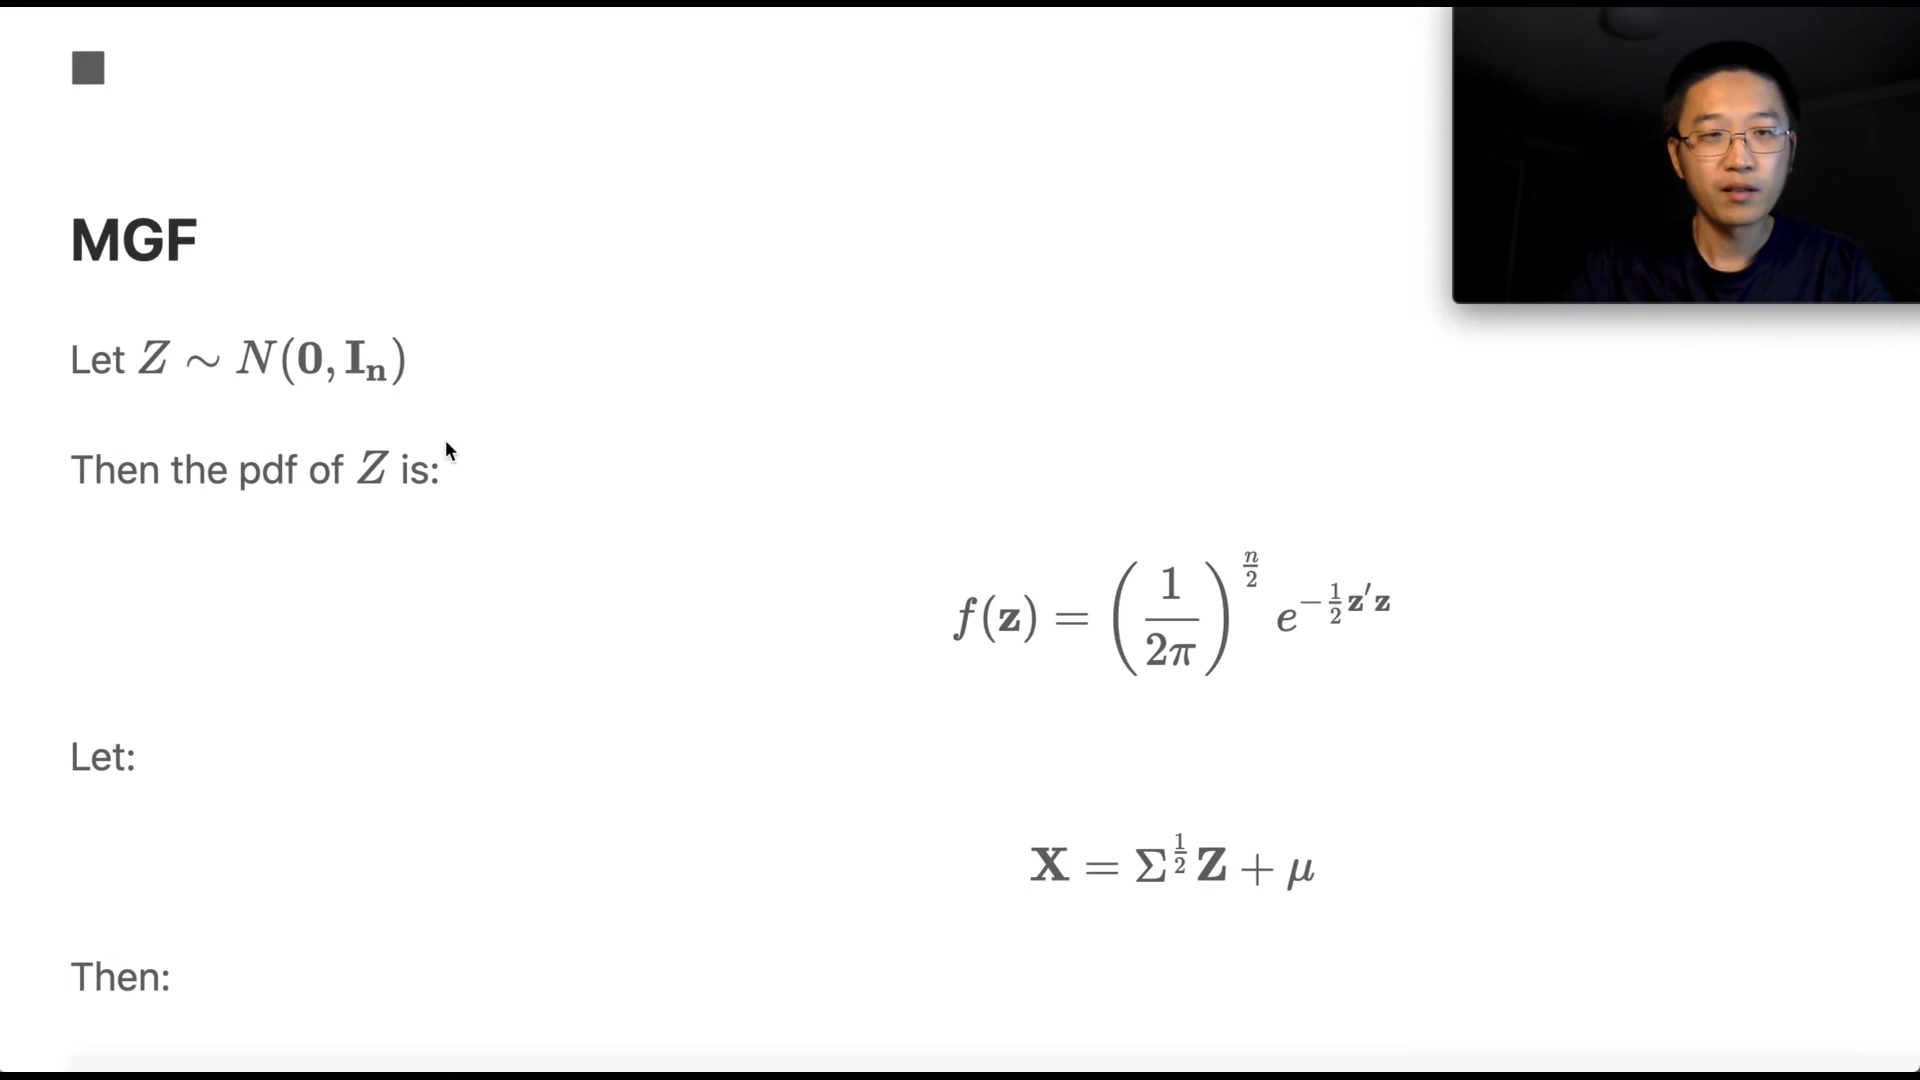 MGF
Let Z ∼ N(𝟎, 𝐈ₙ)
Then the pdf of Z is:
f(𝐳) = (1/2π)^{n/2} e^{−½𝐳′𝐳}
Let:
𝐗 = Σ^{1/2} 𝐙 + μ
Then: